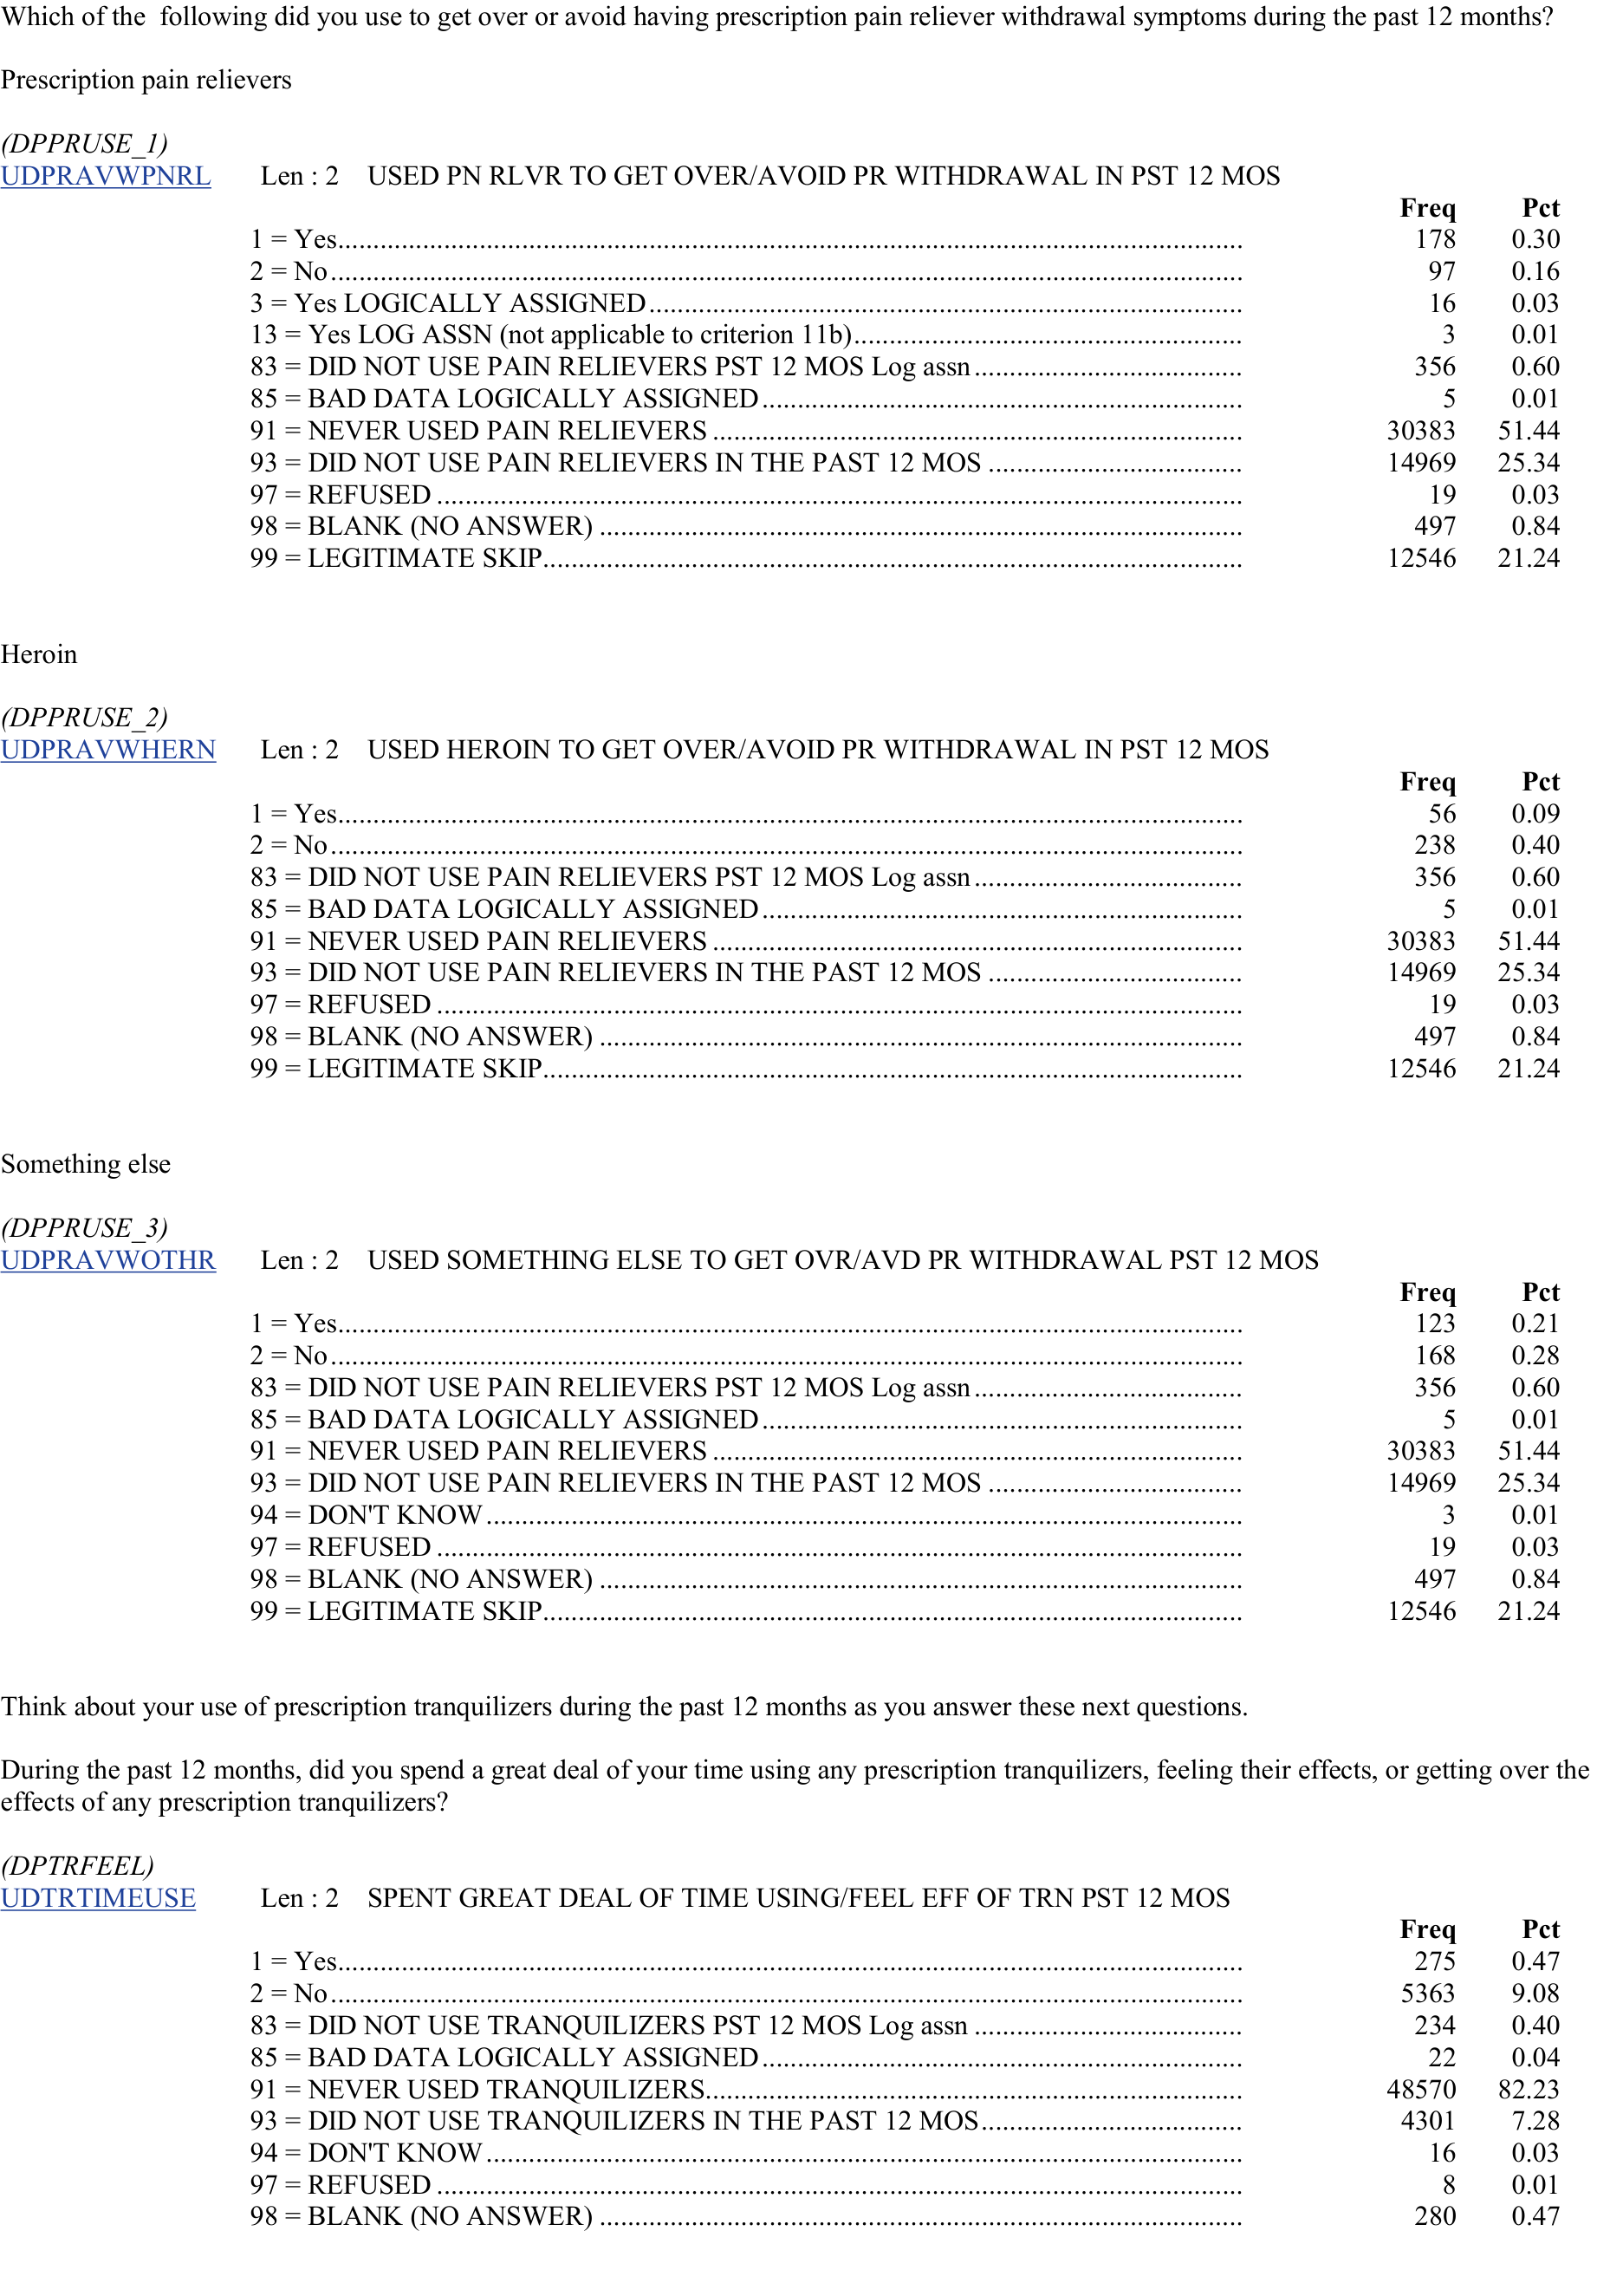 Which of the  following did you use to get over or avoid having prescription pain reliever withdrawal symptoms during the past 12 months?
Prescription pain relievers
(DPPRUSE_1)
UDPRAVWPNRL Len : 2 USED PN RLVR TO GET OVER/AVOID PR WITHDRAWAL IN PST 12 MOS
Freq Pct
1 = Yes 178 0.30
2 = No 97 0.16
3 = Yes LOGICALLY ASSIGNED 16 0.03
13 = Yes LOG ASSN (not applicable to criterion 11b) 3 0.01
83 = DID NOT USE PAIN RELIEVERS PST 12 MOS Log assn 356 0.60
85 = BAD DATA LOGICALLY ASSIGNED 5 0.01
91 = NEVER USED PAIN RELIEVERS 30383 51.44
93 = DID NOT USE PAIN RELIEVERS IN THE PAST 12 MOS 14969 25.34
97 = REFUSED 19 0.03
98 = BLANK (NO ANSWER) 497 0.84
99 = LEGITIMATE SKIP 12546 21.24
Heroin
(DPPRUSE_2)
UDPRAVWHERN Len : 2 USED HEROIN TO GET OVER/AVOID PR WITHDRAWAL IN PST 12 MOS
Freq Pct
1 = Yes 56 0.09
2 = No 238 0.40
83 = DID NOT USE PAIN RELIEVERS PST 12 MOS Log assn 356 0.60
85 = BAD DATA LOGICALLY ASSIGNED 5 0.01
91 = NEVER USED PAIN RELIEVERS 30383 51.44
93 = DID NOT USE PAIN RELIEVERS IN THE PAST 12 MOS 14969 25.34
97 = REFUSED 19 0.03
98 = BLANK (NO ANSWER) 497 0.84
99 = LEGITIMATE SKIP 12546 21.24
Something else
(DPPRUSE_3)
UDPRAVWOTHR Len : 2 USED SOMETHING ELSE TO GET OVR/AVD PR WITHDRAWAL PST 12 MOS
Freq Pct
1 = Yes 123 0.21
2 = No 168 0.28
83 = DID NOT USE PAIN RELIEVERS PST 12 MOS Log assn 356 0.60
85 = BAD DATA LOGICALLY ASSIGNED 5 0.01
91 = NEVER USED PAIN RELIEVERS 30383 51.44
93 = DID NOT USE PAIN RELIEVERS IN THE PAST 12 MOS 14969 25.34
94 = DON'T KNOW 3 0.01
97 = REFUSED 19 0.03
98 = BLANK (NO ANSWER) 497 0.84
99 = LEGITIMATE SKIP 12546 21.24
Think about your use of prescription tranquilizers during the past 12 months as you answer these next questions.
During the past 12 months, did you spend a great deal of your time using any prescription tranquilizers, feeling their effects, or getting over the
effects of any prescription tranquilizers?
(DPTRFEEL)
UDTRTIMEUSE Len : 2 SPENT GREAT DEAL OF TIME USING/FEEL EFF OF TRN PST 12 MOS
Freq Pct
1 = Yes 275 0.47
2 = No 5363 9.08
83 = DID NOT USE TRANQUILIZERS PST 12 MOS Log assn 234 0.40
85 = BAD DATA LOGICALLY ASSIGNED 22 0.04
91 = NEVER USED TRANQUILIZERS 48570 82.23
93 = DID NOT USE TRANQUILIZERS IN THE PAST 12 MOS 4301 7.28
94 = DON'T KNOW 16 0.03
97 = REFUSED 8 0.01
98 = BLANK (NO ANSWER) 280 0.47